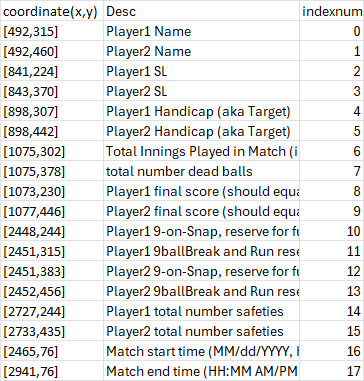 coordinate(x,y) Desc indexnum
[492,315] Player1 Name 0
[492,460] Player2 Name 1
[841,224] Player1 SL 2
[843,370] Player2 SL 3
[898,307] Player1 Handicap (aka Target) 4
[898,442] Player2 Handicap (aka Target) 5
[1075,302] Total Innings Played in Match (i 6
[1075,378] total number dead balls 7
[1073,230] Player1 final score (should equa 8
[1077,446] Player2 final score (should equa 9
[2448,244] Player1 9-on-Snap, reserve for fu 10
[2451,315] Player1 9ballBreak and Run rese 11
[2451,383] Player2 9-on-Snap, reserve for fu 12
[2452,456] Player2 9ballBreak and Run rese 13
[2727,244] Player1 total number safeties 14
[2733,435] Player2 total number safeties 15
[2465,76] Match start time (MM/dd/YYYY, H 16
[2941,76] Match end time (HH:MM AM/PM 17